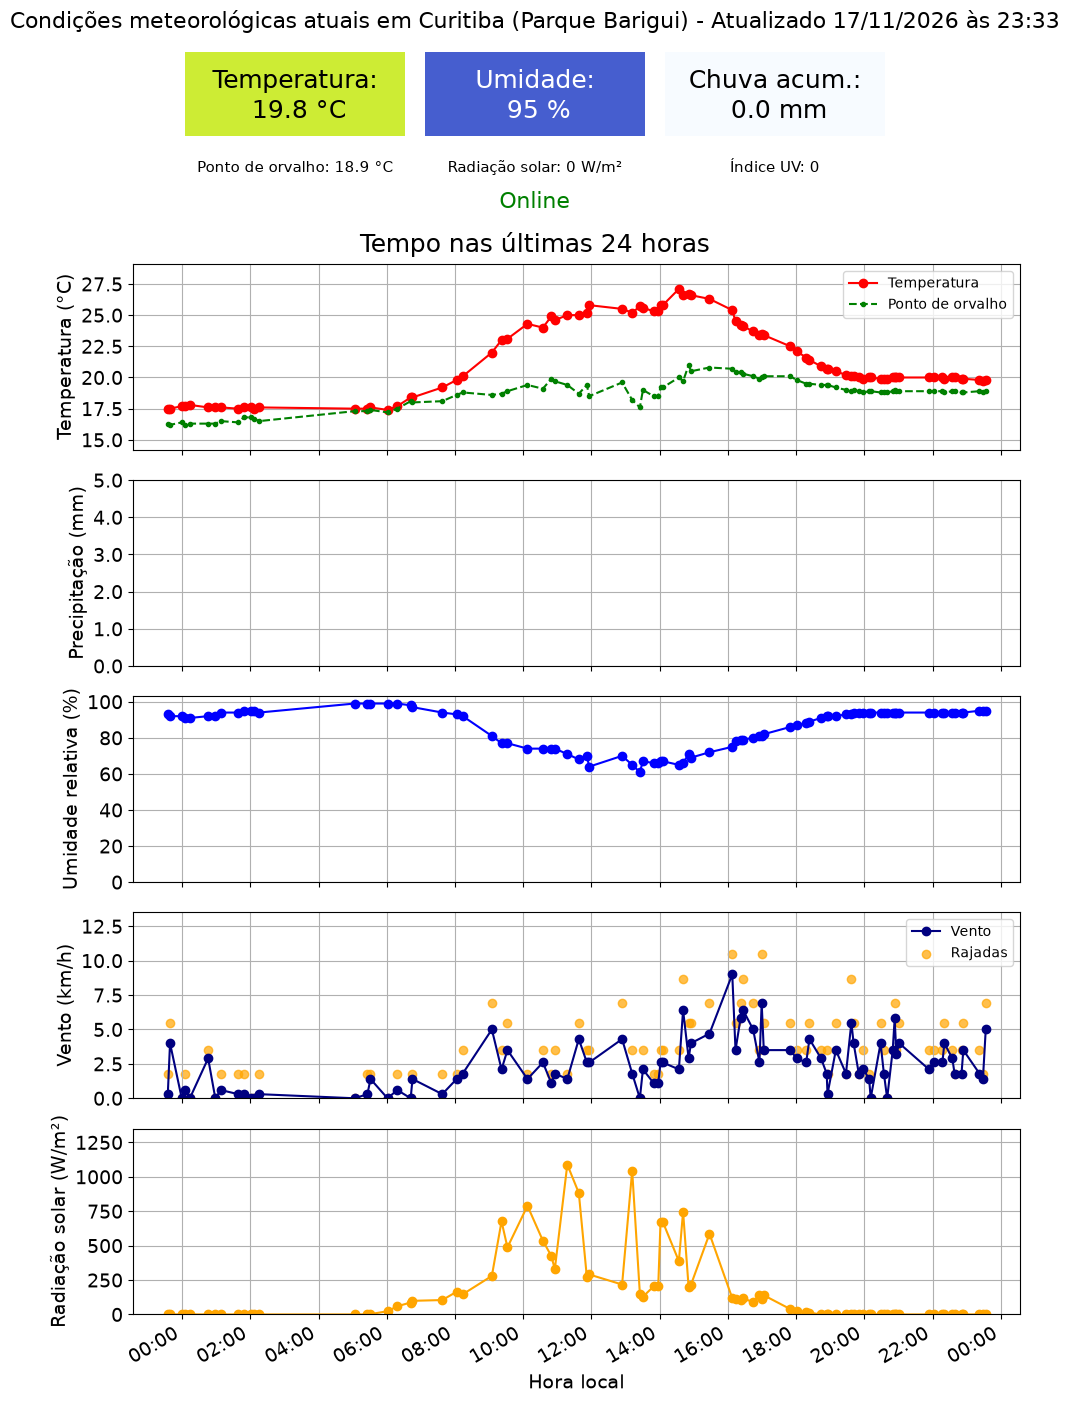 Condições meteorológicas atuais em Curitiba (Parque Barigui) - Atualizado 17/11/2026 às 23:33
Temperatura:
19.8 °C
Umidade:
95 %
Chuva acum.:
0.0 mm
Ponto de orvalho: 18.9 °C
Radiação solar: 0 W/m²
Índice UV: 0
Online
Tempo nas últimas 24 horas
Temperatura (°C)
27.5
25.0
22.5
20.0
17.5
15.0
Temperatura
Ponto de orvalho
Precipitação (mm)
5.0
4.0
3.0
2.0
1.0
0.0
Umidade relativa (%)
100
80
60
40
20
0
Vento (km/h)
12.5
10.0
7.5
5.0
2.5
0.0
Vento
Rajadas
Radiação solar (W/m²)
1250
1000
750
500
250
0
00:00
02:00
04:00
06:00
08:00
10:00
12:00
14:00
16:00
18:00
20:00
22:00
00:00
Hora local